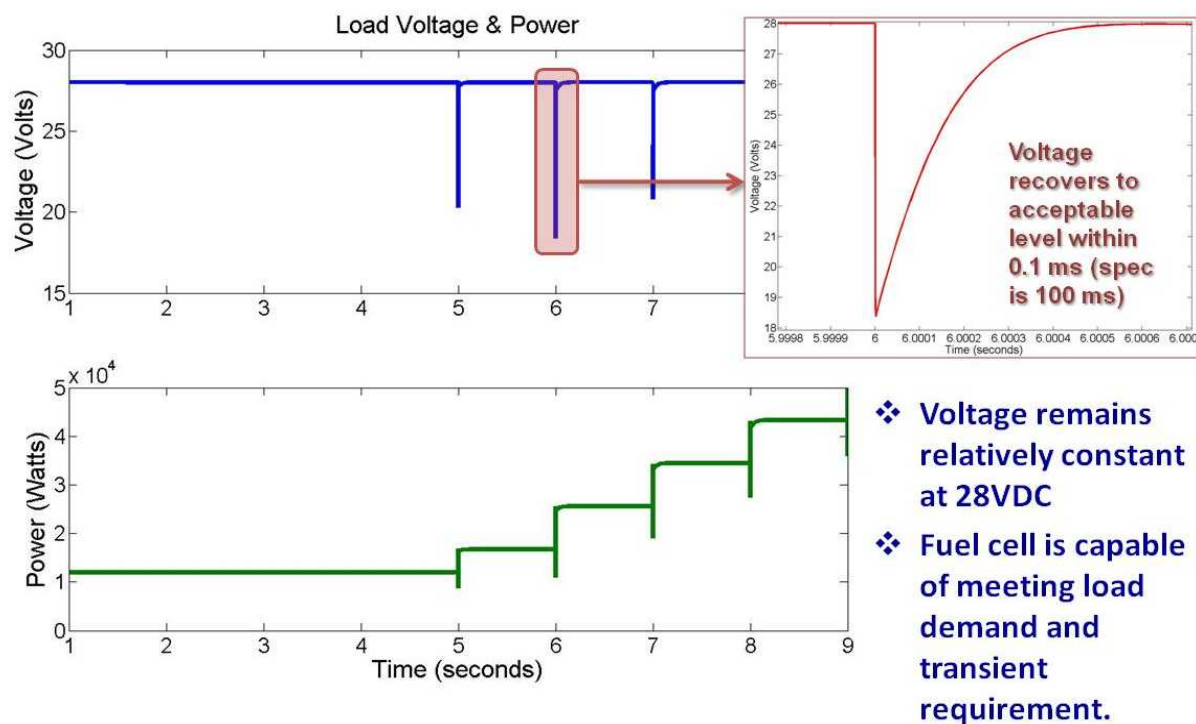 Load Voltage & Power
30
25
20
15
Voltage (Volts)
1 2 3 4 5 6 7
28
27
26
25
24
23
22
21
20
19
18
Voltage (Volts)
5.9998 5.9999 6 6.0001 6.0002 6.0003 6.0004 6.0005 6.0006 6.000
Time (seconds)
Voltage
recovers to
acceptable
level within
0.1 ms (spec
is 100 ms)
x 10⁴
5
4
3
2
1
0
Power (Watts)
1 2 3 4 5 6 7 8 9
Time (seconds)
❖ Voltage remains
relatively constant
at 28VDC
❖ Fuel cell is capable
of meeting load
demand and
transient
requirement.